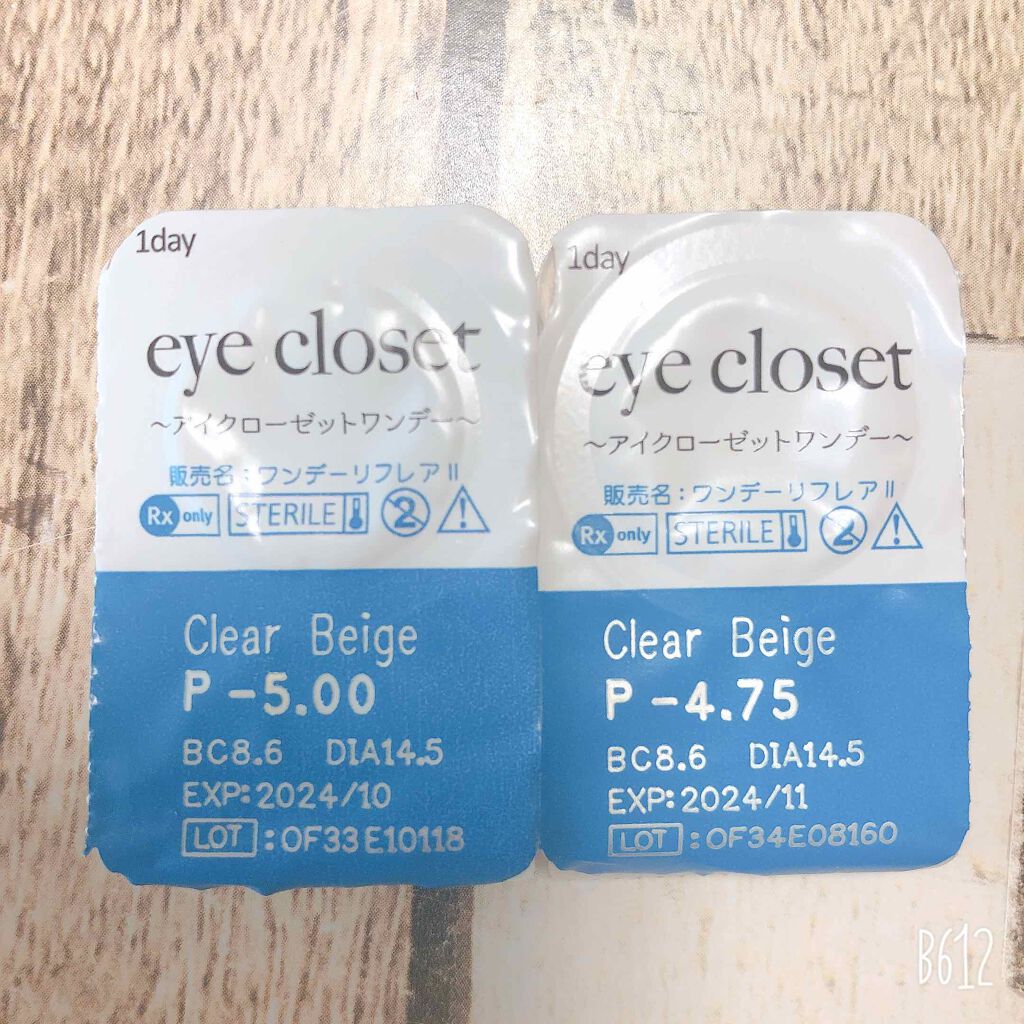 1day
eye closet
〜アイクローゼットワンデー〜
販売名：ワンデーリフレアⅡ
Rx only STERILE 2
Clear Beige
P -5.00
BC8.6 DIA14.5
EXP:2024/10
LOT:OF33E10118
1day
eye closet
〜アイクローゼットワンデー〜
販売名：ワンデーリフレアⅡ
Rx only STERILE 2
Clear Beige
P -4.75
BC8.6 DIA14.5
EXP:2024/11
LOT:OF34E08160
B612